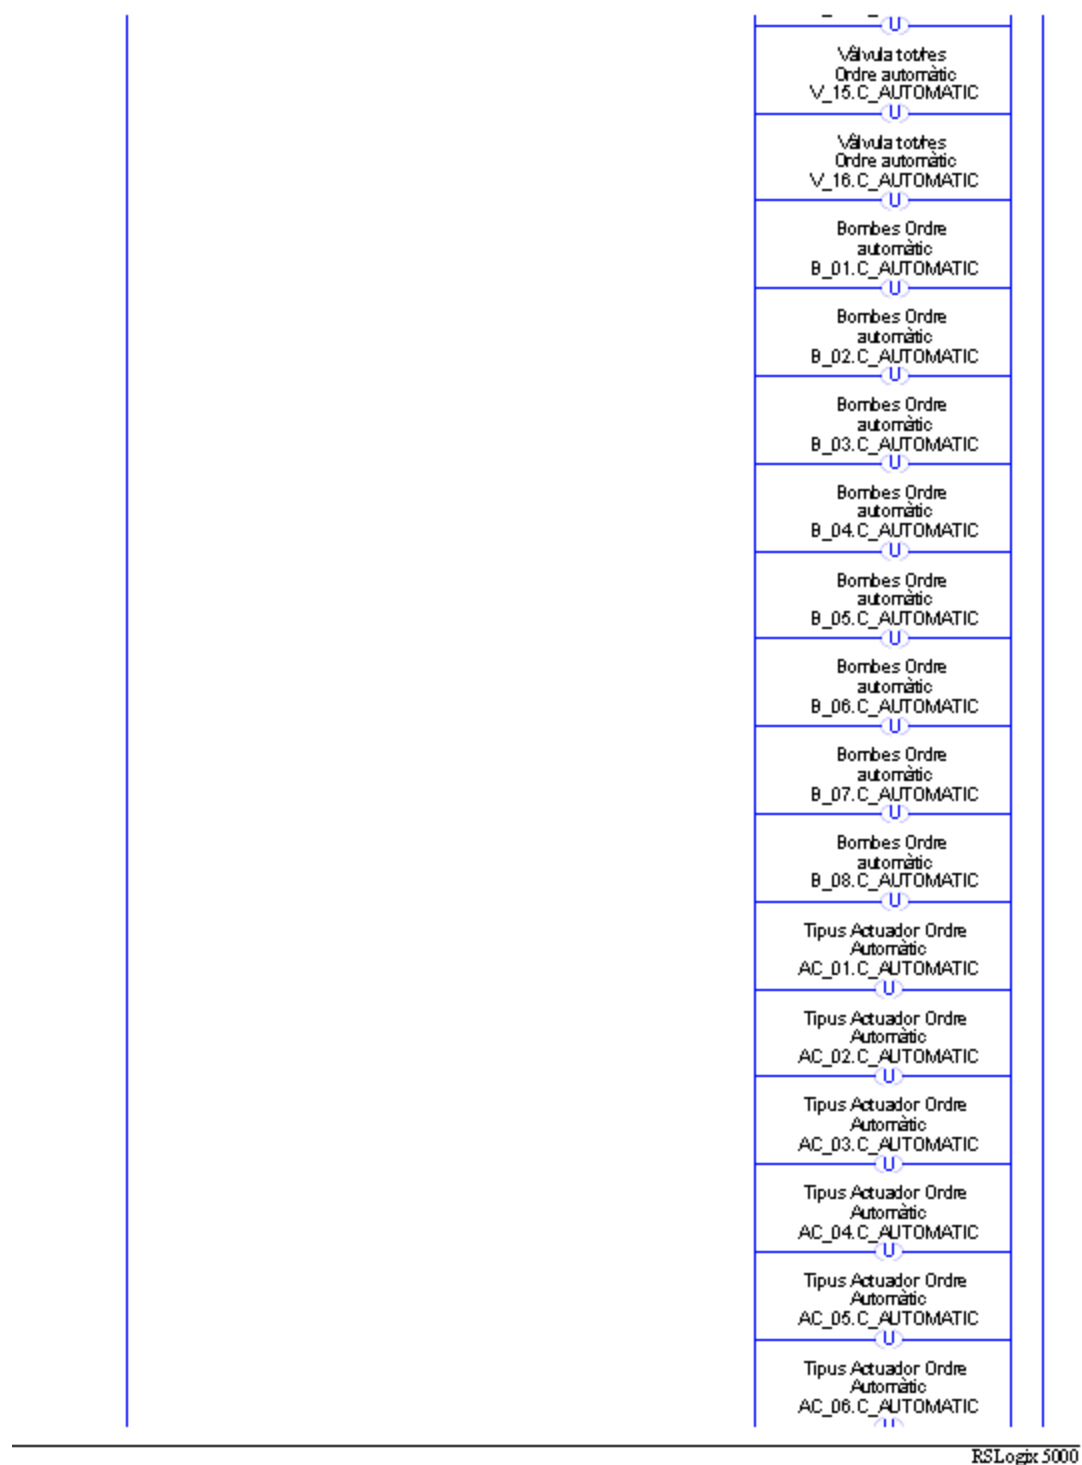 U
Vàlvula tot/res
Ordre automàtic
V_15.C_AUTOMATIC
U
Vàlvula tot/res
Ordre automàtic
V_16.C_AUTOMATIC
U
Bombes Ordre
automàtic
B_01.C_AUTOMATIC
U
Bombes Ordre
automàtic
B_02.C_AUTOMATIC
U
Bombes Ordre
automàtic
B_03.C_AUTOMATIC
U
Bombes Ordre
automàtic
B_04.C_AUTOMATIC
U
Bombes Ordre
automàtic
B_05.C_AUTOMATIC
U
Bombes Ordre
automàtic
B_06.C_AUTOMATIC
U
Bombes Ordre
automàtic
B_07.C_AUTOMATIC
U
Bombes Ordre
automàtic
B_08.C_AUTOMATIC
U
Tipus Actuador Ordre
Automàtic
AC_01.C_AUTOMATIC
U
Tipus Actuador Ordre
Automàtic
AC_02.C_AUTOMATIC
U
Tipus Actuador Ordre
Automàtic
AC_03.C_AUTOMATIC
U
Tipus Actuador Ordre
Automàtic
AC_04.C_AUTOMATIC
U
Tipus Actuador Ordre
Automàtic
AC_05.C_AUTOMATIC
U
Tipus Actuador Ordre
Automàtic
AC_06.C_AUTOMATIC
RSLogix 5000